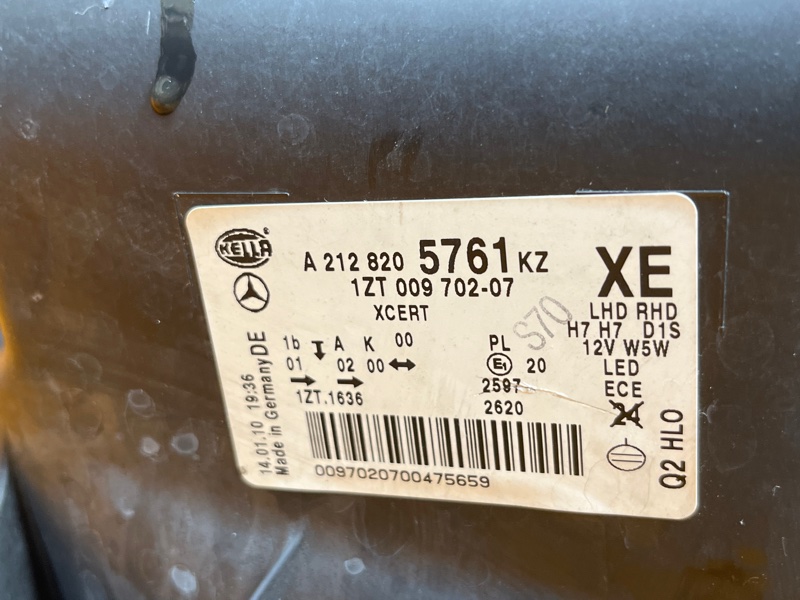 HELLA
A 212 820 5761 KZ
1ZT 009 702-07
XCERT
XE
LHD RHD
H7 H7 D1S
12V W5W
LED
ECE
24
S70
1b A K 00
01 02 00
1ZT.1636
PL
E1 20
2597
2620
0097020700475659
14.01.10 19:36
Made in Germany DE
Q2 HLO